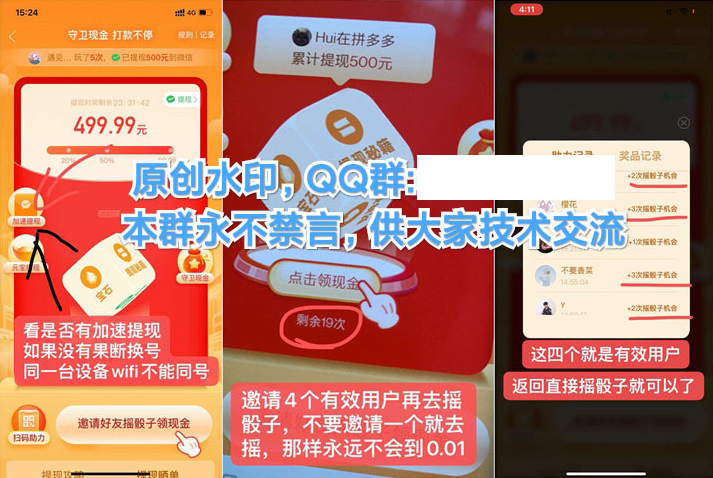 15:24
4G
守卫现金 打款不停
规则 | 记录
遇见... 玩了5次,
已提现500元到微信
提现时间剩余23:31:42
提现
499.99元
20%
50%
加速提现
元宝提现
宝石
守卫现金
看是否有加速提现
如果没有果断换号
同一台设备wifi不能同号
扫码助力
邀请好友摇骰子领现金
提现攻略
提现晒单
Hui在拼多多
累计提现500元
提现秘籍
点击领现金
剩余19次
邀请4个有效用户再去摇
骰子,不要邀请一个就去
摇,那样永远不会到0.01
4:11
助力记录
奖品记录
+2次摇骰子机会
樱花
+3次摇骰子机会
+1次摇骰子机会
不要香菜
14:55:04
+3次摇骰子机会
y
+2次摇骰子机会
这四个就是有效用户
返回直接摇骰子就可以了
原创水印,QQ群:
本群永不禁言,供大家技术交流